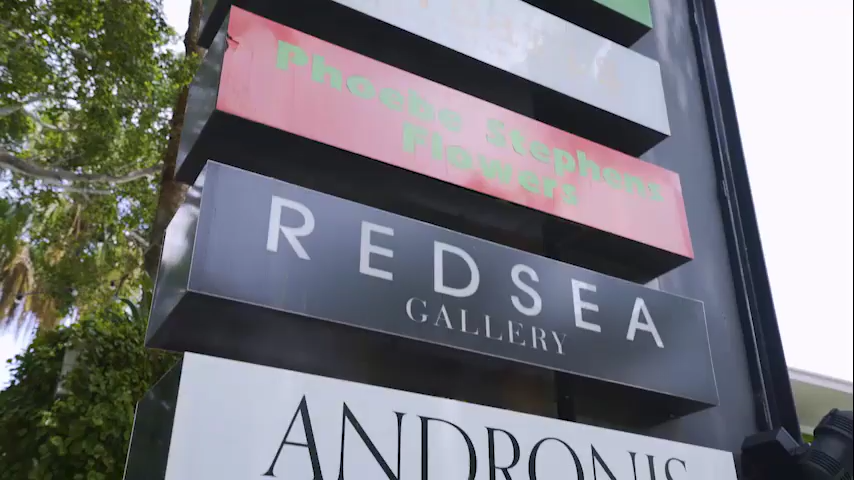 Phoebe Stephens
Flowers
REDSEA
GALLERY
ANDRONIS